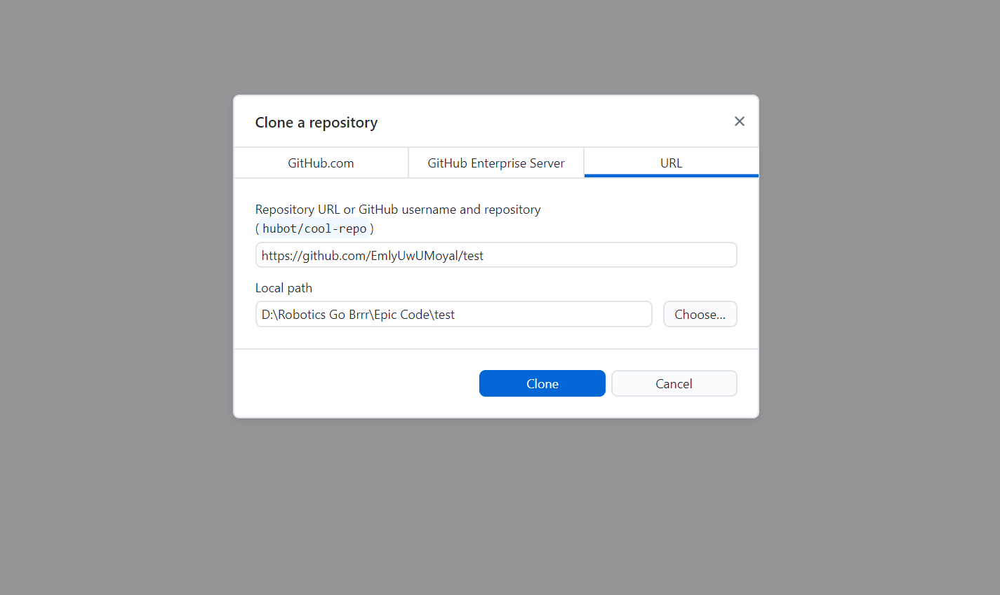 Clone a repository
GitHub.com
GitHub Enterprise Server
URL
Repository URL or GitHub username and repository
(hubot/cool-repo)
https://github.com/EmlyUwUMoyal/test
Local path
D:\Robotics Go Brrr\Epic Code\test
Choose...
Clone
Cancel